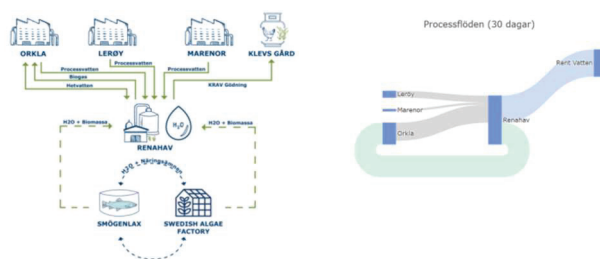 Processflöden (30 dagar)
ORKLA
LERØY
MARENOR
KLEVS GÅRD
Processvatten
Processvatten
Biogas
Processvatten
Hetvatten
KRAV Gödning
H2O + Biomassa
H2O
H2O + Biomassa
RENAHAV
H2O + Näringsämnen
SMÖGENLAX
SWEDISH ALGAE
FACTORY
Rent Vatten
Lerøy
Marenor
Orkla
Renahav